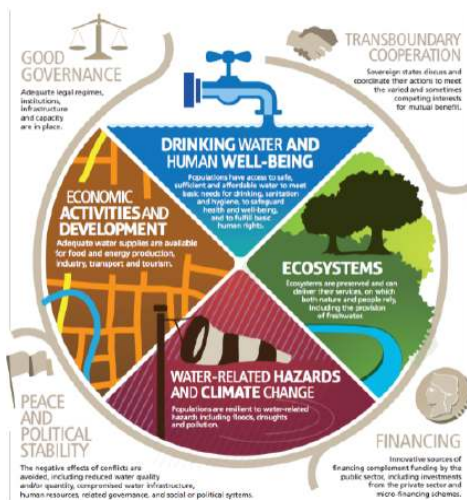 GOOD
GOVERNANCE
Adequate legal regimes,
institutions,
infrastructure
and capacity
are in place.
TRANSBOUNDARY
COOPERATION
Sovereign states discuss and
coordinate their actions to meet
the varied and sometimes
competing interests
for mutual benefit.
DRINKING WATER AND
HUMAN WELL-BEING
Populations have access to safe,
sufficient and affordable water to meet
basic needs for drinking, sanitation
and hygiene, to safeguard
health and well-being,
and to fulfill basic
human rights.
ECONOMIC
ACTIVITIES AND
DEVELOPMENT
Adequate water supplies are available
for food and energy production,
industry, transport and tourism.
ECOSYSTEMS
Ecosystems are preserved and can
deliver their services, on which
both nature and people rely,
including the provision
of freshwater.
WATER-RELATED HAZARDS
AND CLIMATE CHANGE
Populations are resilient to water-related
hazards including floods, droughts
and pollution.
PEACE
AND
POLITICAL
STABILITY
The negative effects of conflicts are
avoided, including reduced water quality
and/or quantity, compromised water infrastructure,
human resources, related governance, and social or political systems.
FINANCING
Innovative sources of
financing complement funding by the
public sector, including investments
from the private sector and
micro-financing schemes.